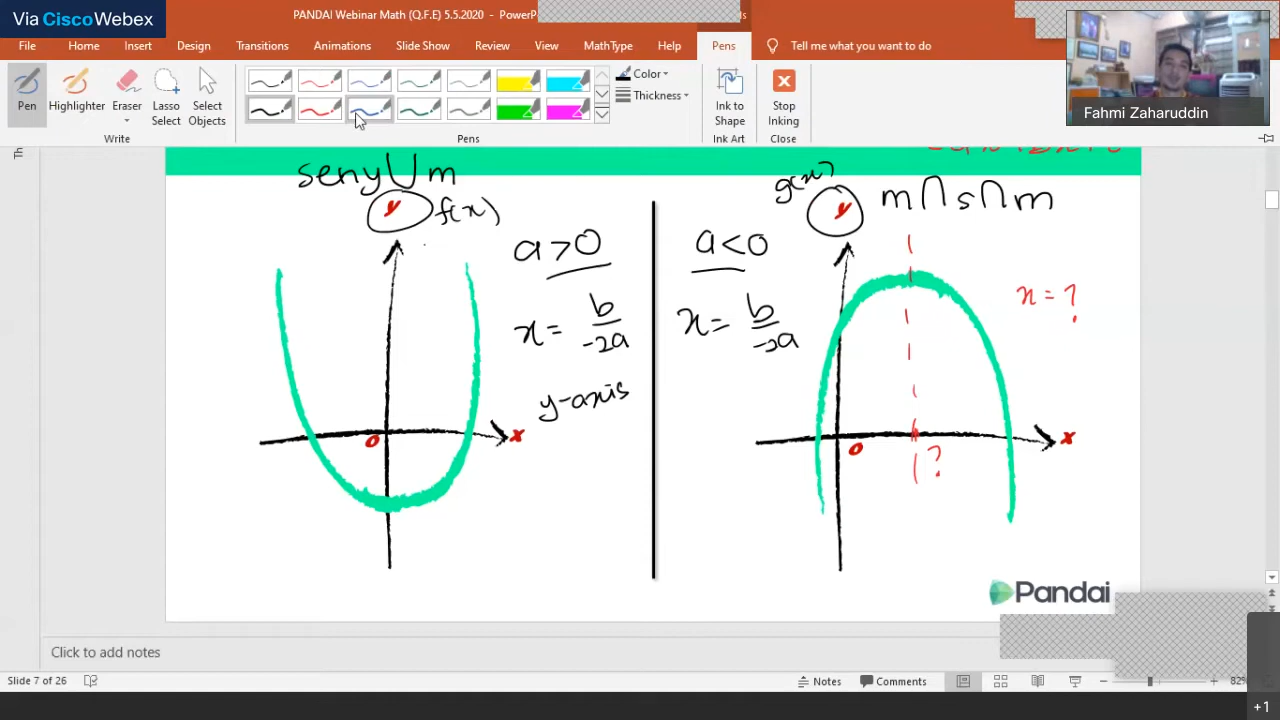 Via Cisco Webex
PANDAI Webinar Math (Q.F.E) 5.5.2020 - PowerP
File Home Insert Design Transitions Animations Slide Show Review View MathType Help Pens Tell me what you want to do
Pen Highlighter Eraser Lasso Select Select Objects
Color
Thickness
Ink to Shape
Stop Inking
Write Pens Ink Art Close
Fahmi Zaharuddin
senyUm
y f(x)
a>0
x = b/-2a
y-axis
0 x
g(x)
y
m∩s∩m
a<0
x = b/-2a
x = ?
0 x
?
Pandai
Click to add notes
Slide 7 of 26 Notes Comments 82%
+1